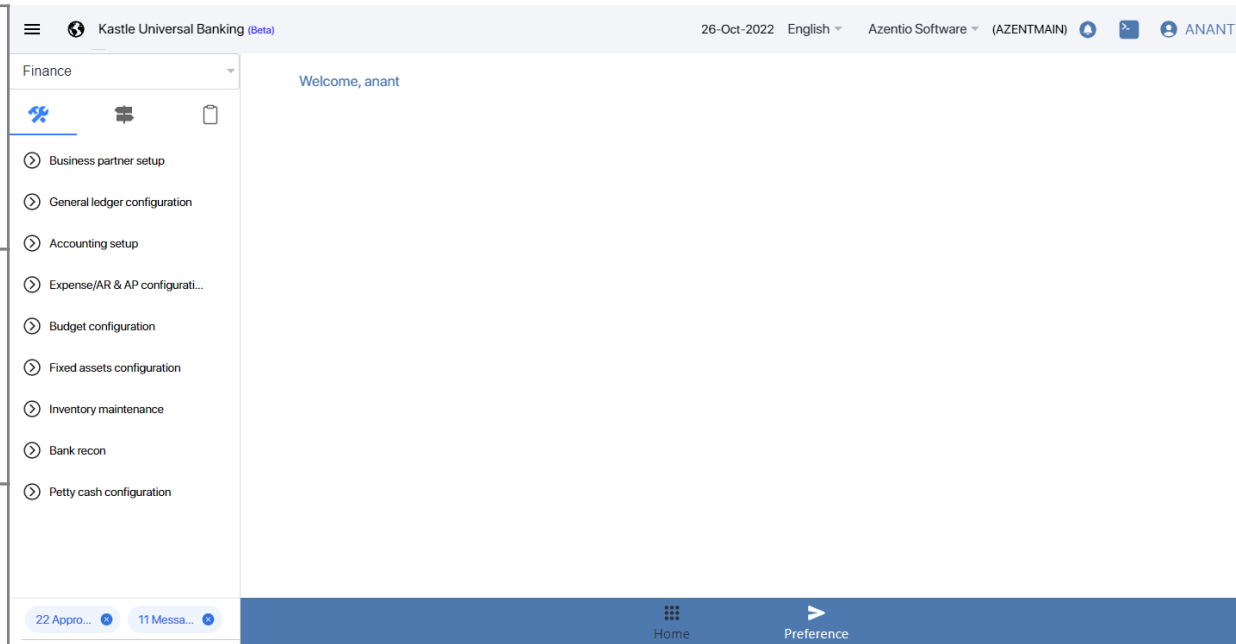 Kastle Universal Banking (Beta) 26-Oct-2022 English Azentio Software (AZENTMAIN) ANANT
Finance
Welcome, anant
Business partner setup
General ledger configuration
Accounting setup
Expense/AR & AP configurati...
Budget configuration
Fixed assets configuration
Inventory maintenance
Bank recon
Petty cash configuration
22 Appro... 11 Messa...
Home Preference